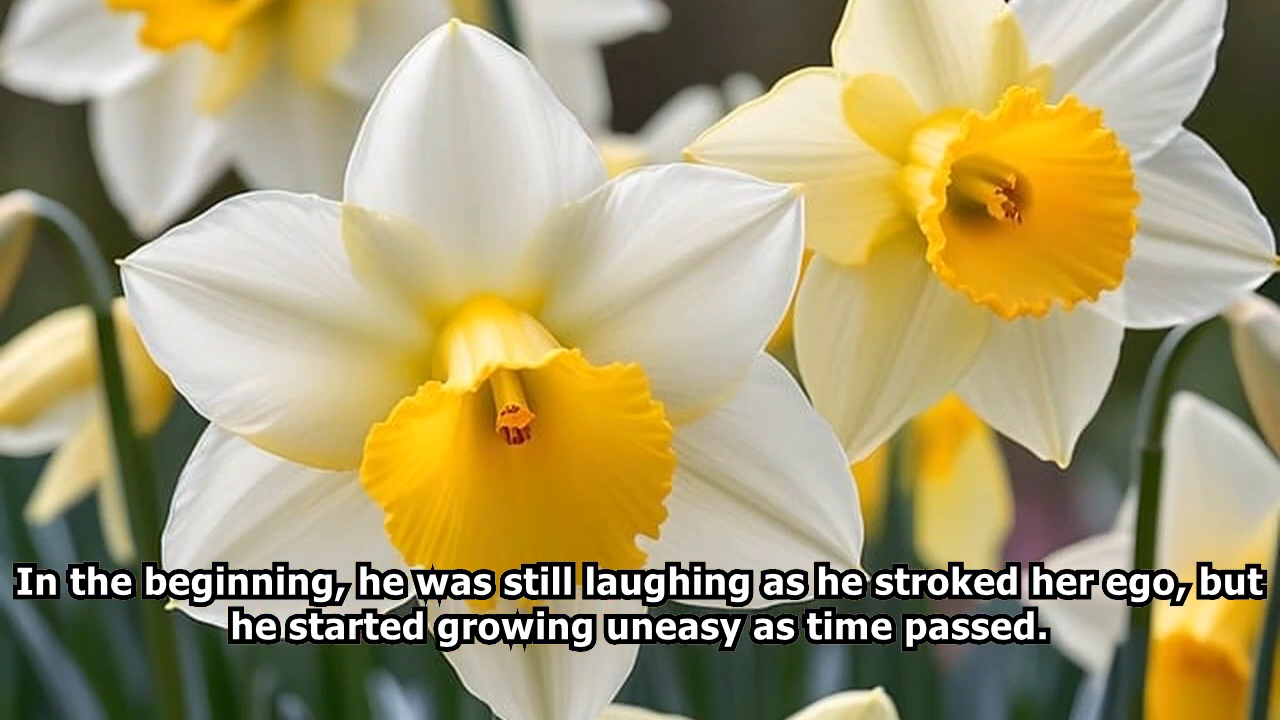 In the beginning, he was still laughing as he stroked her ego, but
he started growing uneasy as time passed.